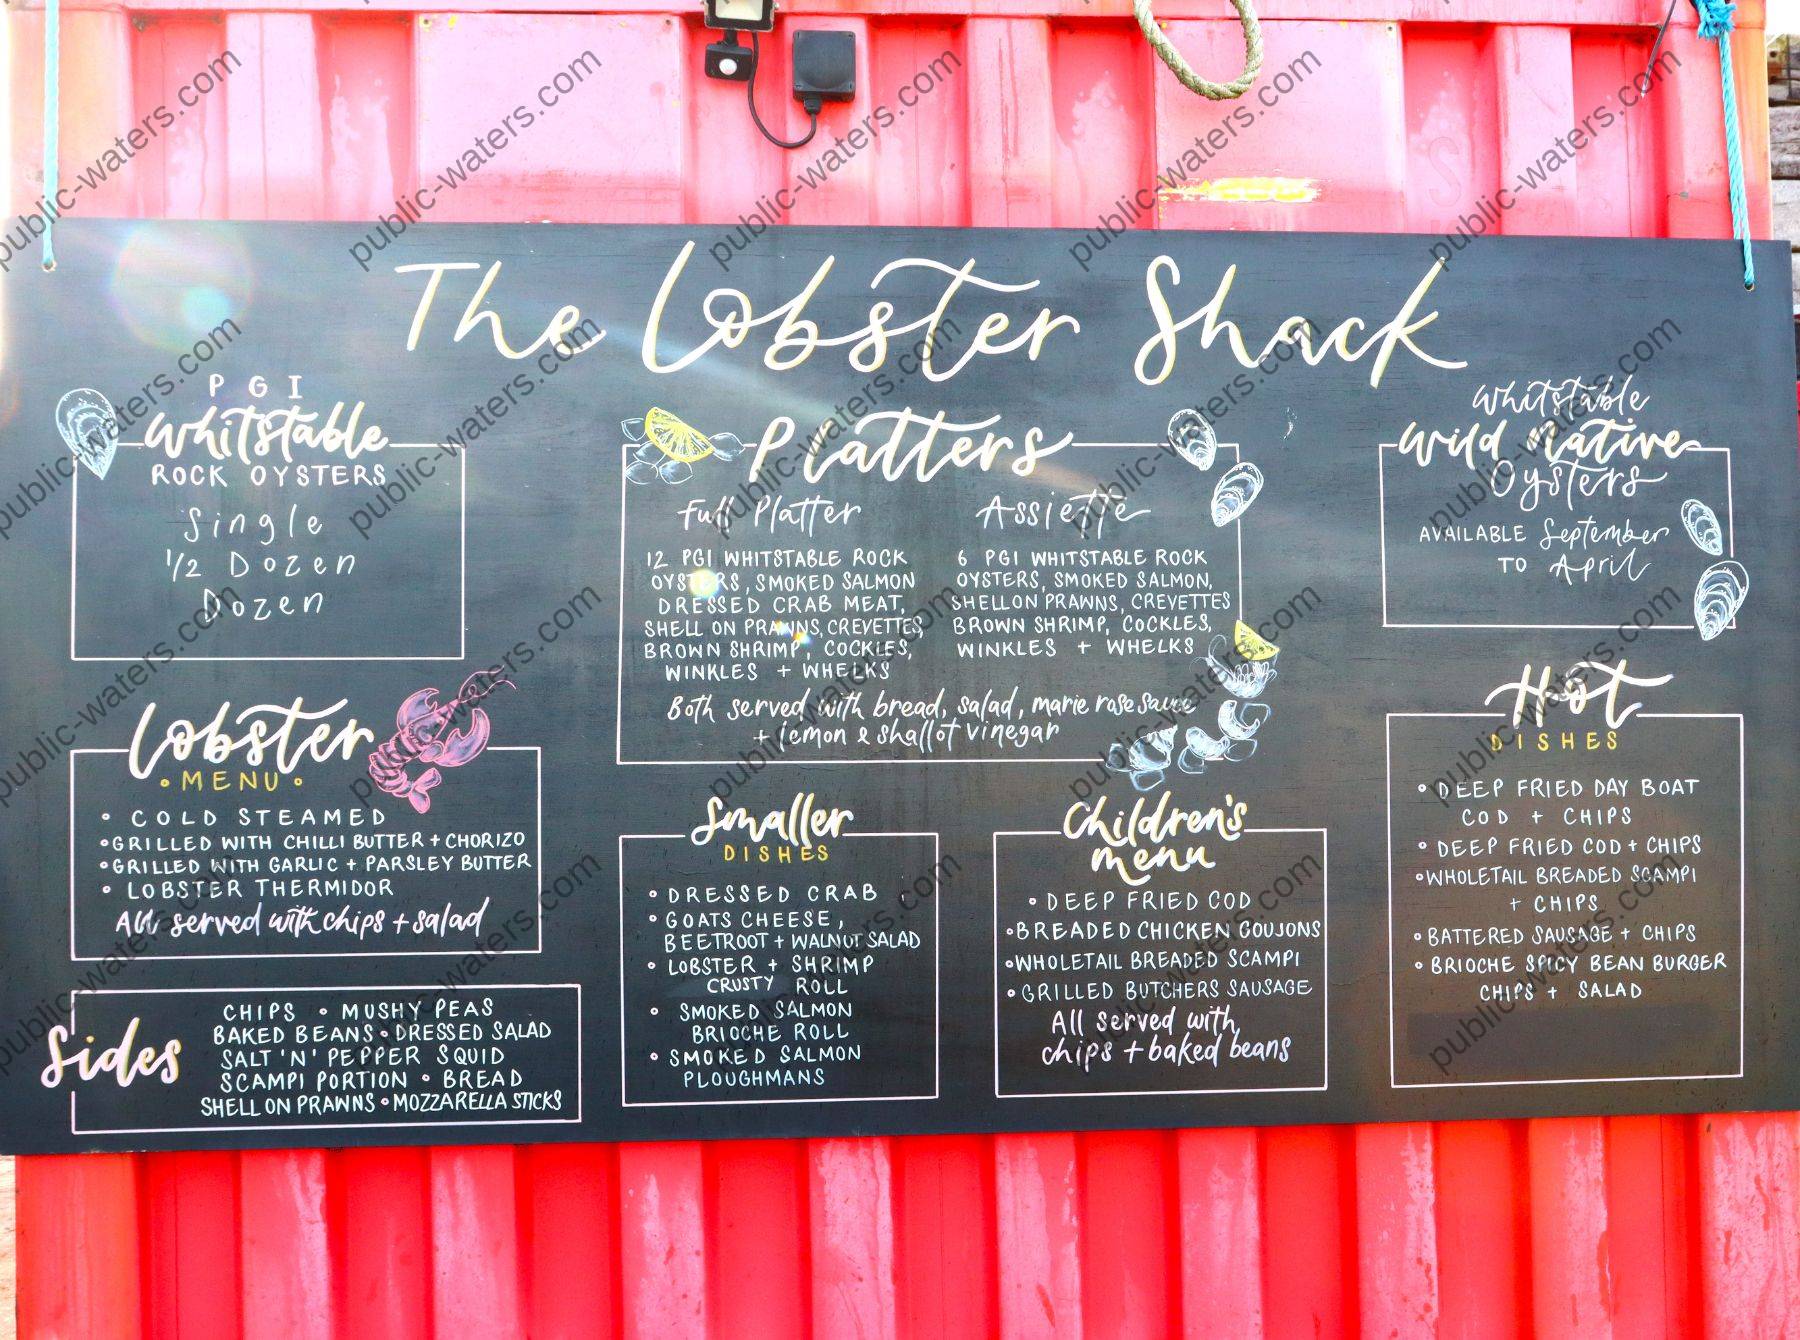 The Lobster Shack
PGI
Whitstable
ROCK OYSTERS
Single
1/2 Dozen
Dozen
Lobster
MENU
• COLD STEAMED
• GRILLED WITH CHILLI BUTTER + CHORIZO
• GRILLED WITH GARLIC + PARSLEY BUTTER
• LOBSTER THERMIDOR
All served with chips + salad
Sides
CHIPS • MUSHY PEAS
BAKED BEANS • DRESSED SALAD
SALT 'N' PEPPER SQUID
SCAMPI PORTION • BREAD
SHELL ON PRAWNS • MOZZARELLA STICKS
Platters
Full Platter
12 PGI WHITSTABLE ROCK
OYSTERS, SMOKED SALMON
DRESSED CRAB MEAT,
SHELL ON PRAWNS, CREVETTES,
BROWN SHRIMP, COCKLES,
WINKLES + WHELKS
Assiette
6 PGI WHITSTABLE ROCK
OYSTERS, SMOKED SALMON,
SHELLON PRAWNS, CREVETTES
BROWN SHRIMP, COCKLES,
WINKLES + WHELKS
Both served with bread, salad, marie rose sauce
+ lemon & shallot vinegar
Smaller
DISHES
• DRESSED CRAB
• GOATS CHEESE,
BEETROOT + WALNUT SALAD
• LOBSTER + SHRIMP
CRUSTY ROLL
• SMOKED SALMON
BRIOCHE ROLL
• SMOKED SALMON
PLOUGHMANS
Children's
menu
• DEEP FRIED COD
• BREADED CHICKEN GOUJONS
• WHOLETAIL BREADED SCAMPI
• GRILLED BUTCHERS SAUSAGE
All served with
chips + baked beans
Whitstable
Wild Native
Oysters
AVAILABLE September
TO April
Hot
DISHES
• DEEP FRIED DAY BOAT
COD + CHIPS
• DEEP FRIED COD + CHIPS
• WHOLETAIL BREADED SCAMPI
+ CHIPS
• BATTERED SAUSAGE + CHIPS
• BRIOCHE SPICY BEAN BURGER
CHIPS + SALAD
public-waters.com